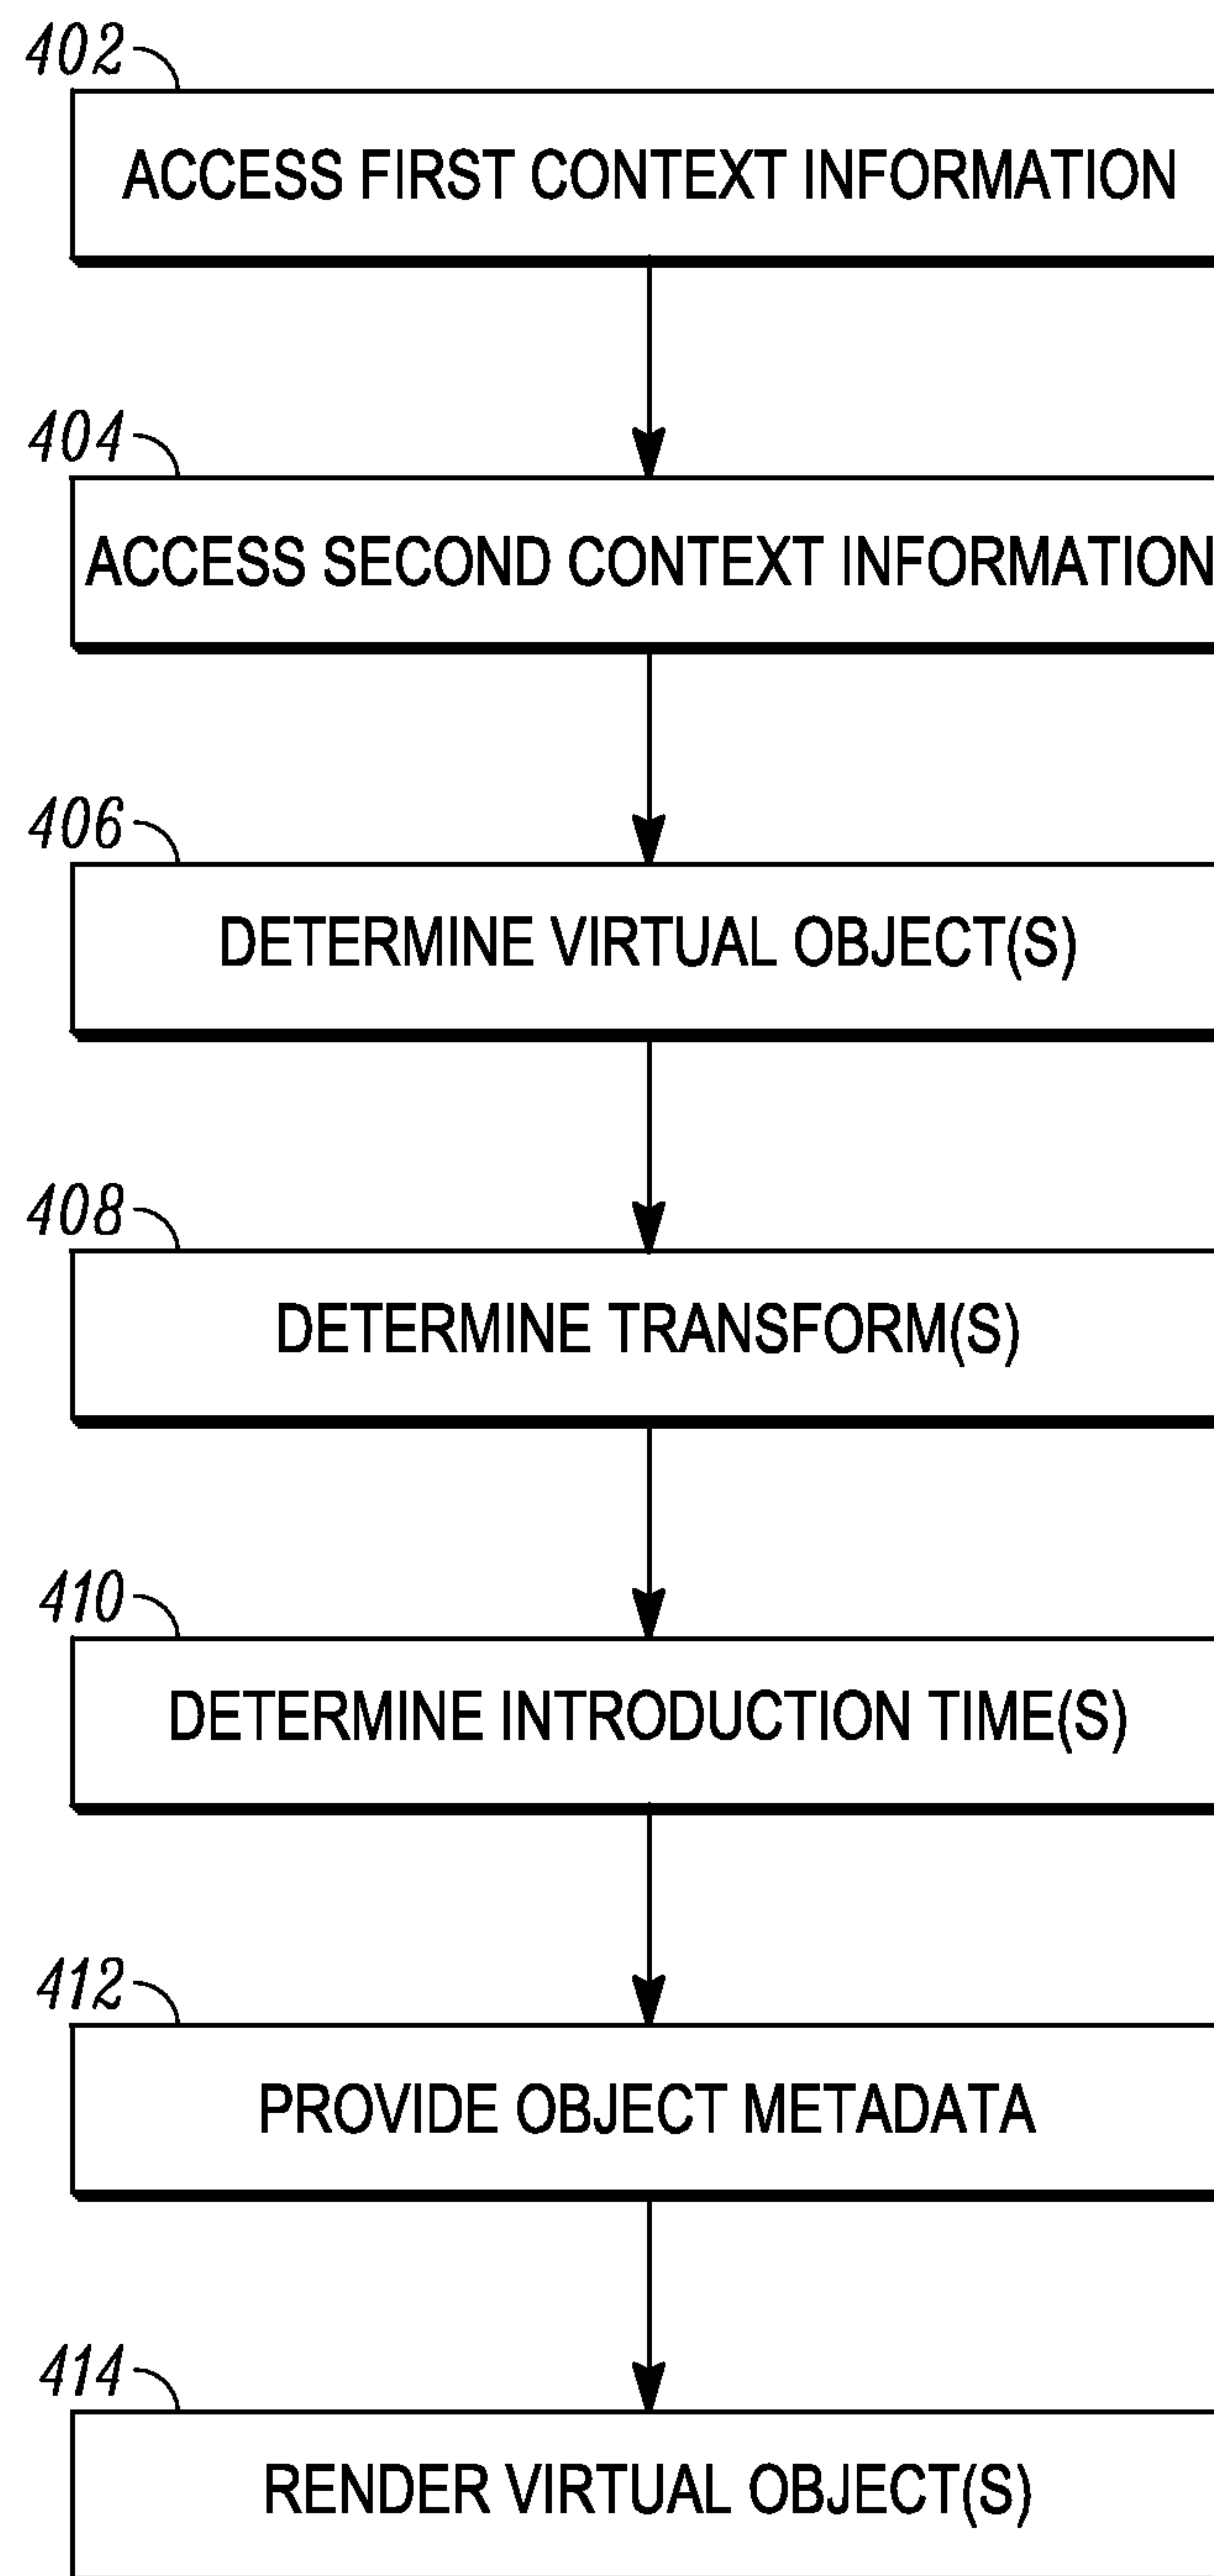 402
ACCESS FIRST CONTEXT INFORMATION
404
ACCESS SECOND CONTEXT INFORMATION
406
DETERMINE VIRTUAL OBJECT(S)
408
DETERMINE TRANSFORM(S)
410
DETERMINE INTRODUCTION TIME(S)
412
PROVIDE OBJECT METADATA
414
RENDER VIRTUAL OBJECT(S)